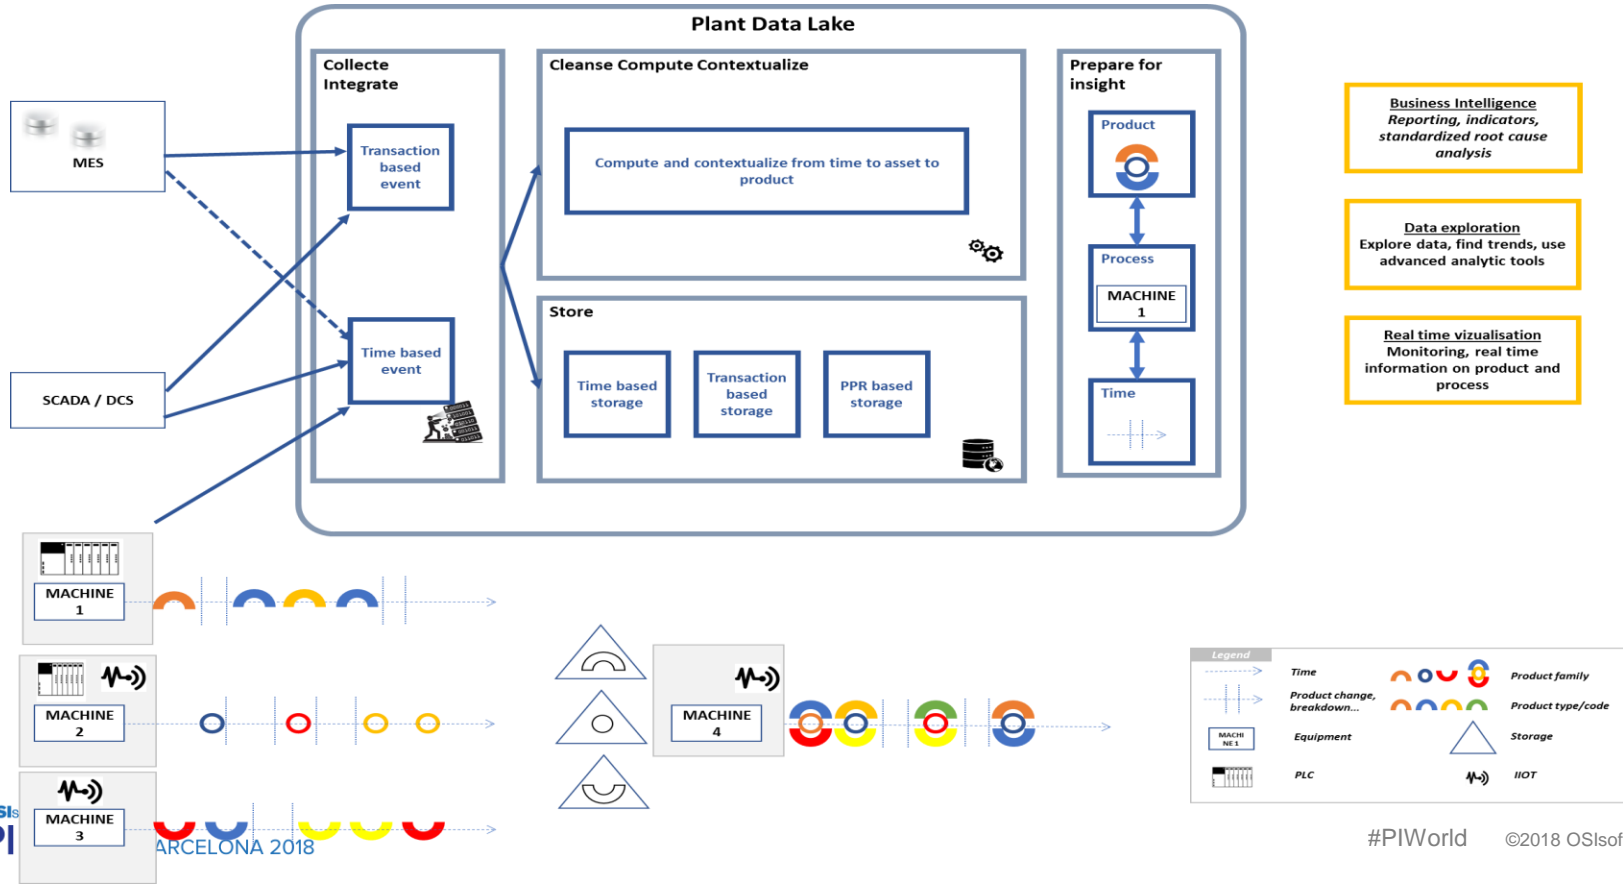 Plant Data Lake
Collecte
Integrate
Cleanse Compute Contextualize
Prepare for
insight
MES
Transaction
based
event
Compute and contextualize from time to asset to
product
Product
Business Intelligence
Reporting, indicators,
standardized root cause
analysis
Data exploration
Explore data, find trends, use
advanced analytic tools
Process
MACHINE
1
Store
Time based
event
SCADA / DCS
Time based
storage
Transaction
based
storage
PPR based
storage
Real time vizualisation
Monitoring, real time
information on product and
process
Time
MACHINE
1
MACHINE
2
MACHINE
3
MACHINE
4
Legend
Time
Product family
Product change,
breakdown...
Product type/code
MACHI
NE 1
Equipment
Storage
PLC
IIOT
SIs
PI
ARCELONA 2018
#PIWorld ©2018 OSIsof